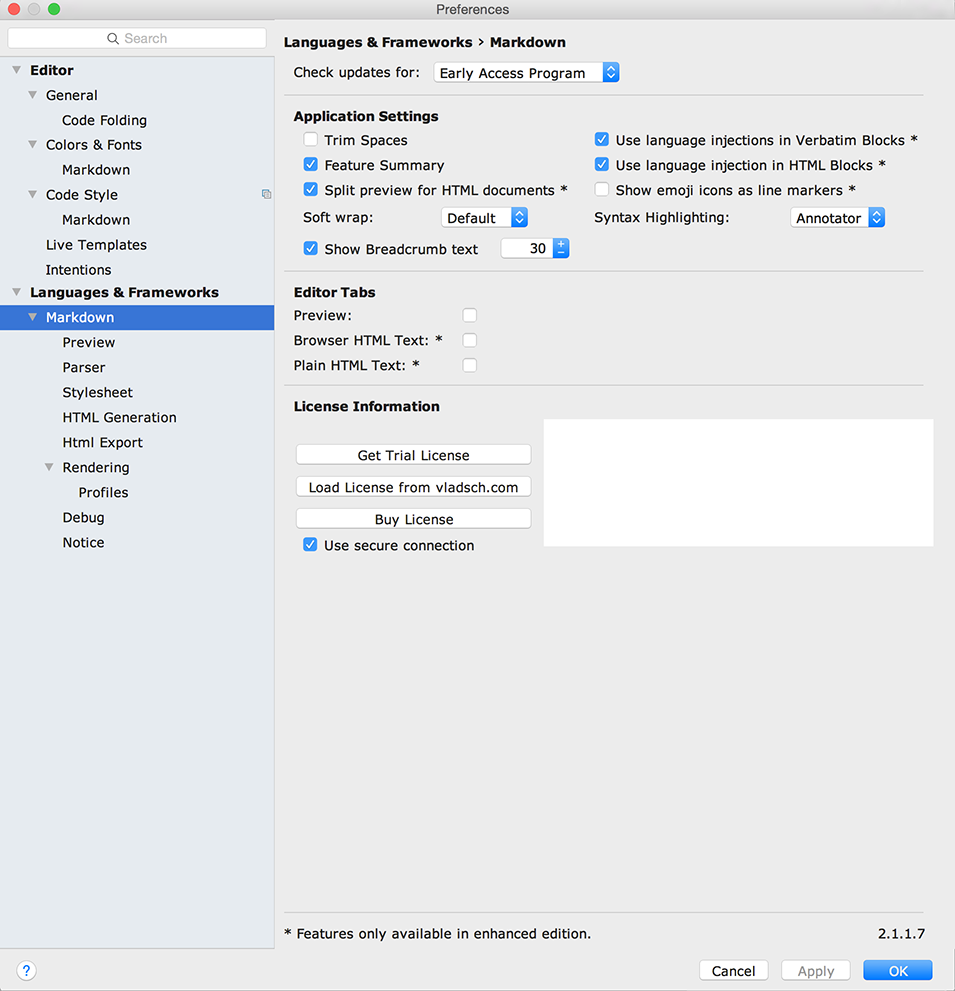 Preferences
Search
Editor
General
Code Folding
Colors & Fonts
Markdown
Code Style
Markdown
Live Templates
Intentions
Languages & Frameworks
Markdown
Preview
Parser
Stylesheet
HTML Generation
Html Export
Rendering
Profiles
Debug
Notice
Languages & Frameworks › Markdown
Check updates for: Early Access Program
Application Settings
Trim Spaces Use language injections in Verbatim Blocks *
Feature Summary Use language injection in HTML Blocks *
Split preview for HTML documents * Show emoji icons as line markers *
Soft wrap: Default Syntax Highlighting: Annotator
Show Breadcrumb text 30
Editor Tabs
Preview:
Browser HTML Text: *
Plain HTML Text: *
License Information
Get Trial License
Load License from vladsch.com
Buy License
Use secure connection
* Features only available in enhanced edition. 2.1.1.7
? Cancel Apply OK